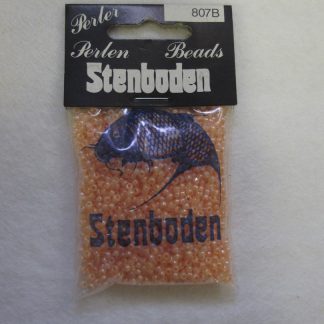 807B
Perler
Perlen Beads
Stenboden
Stenboden